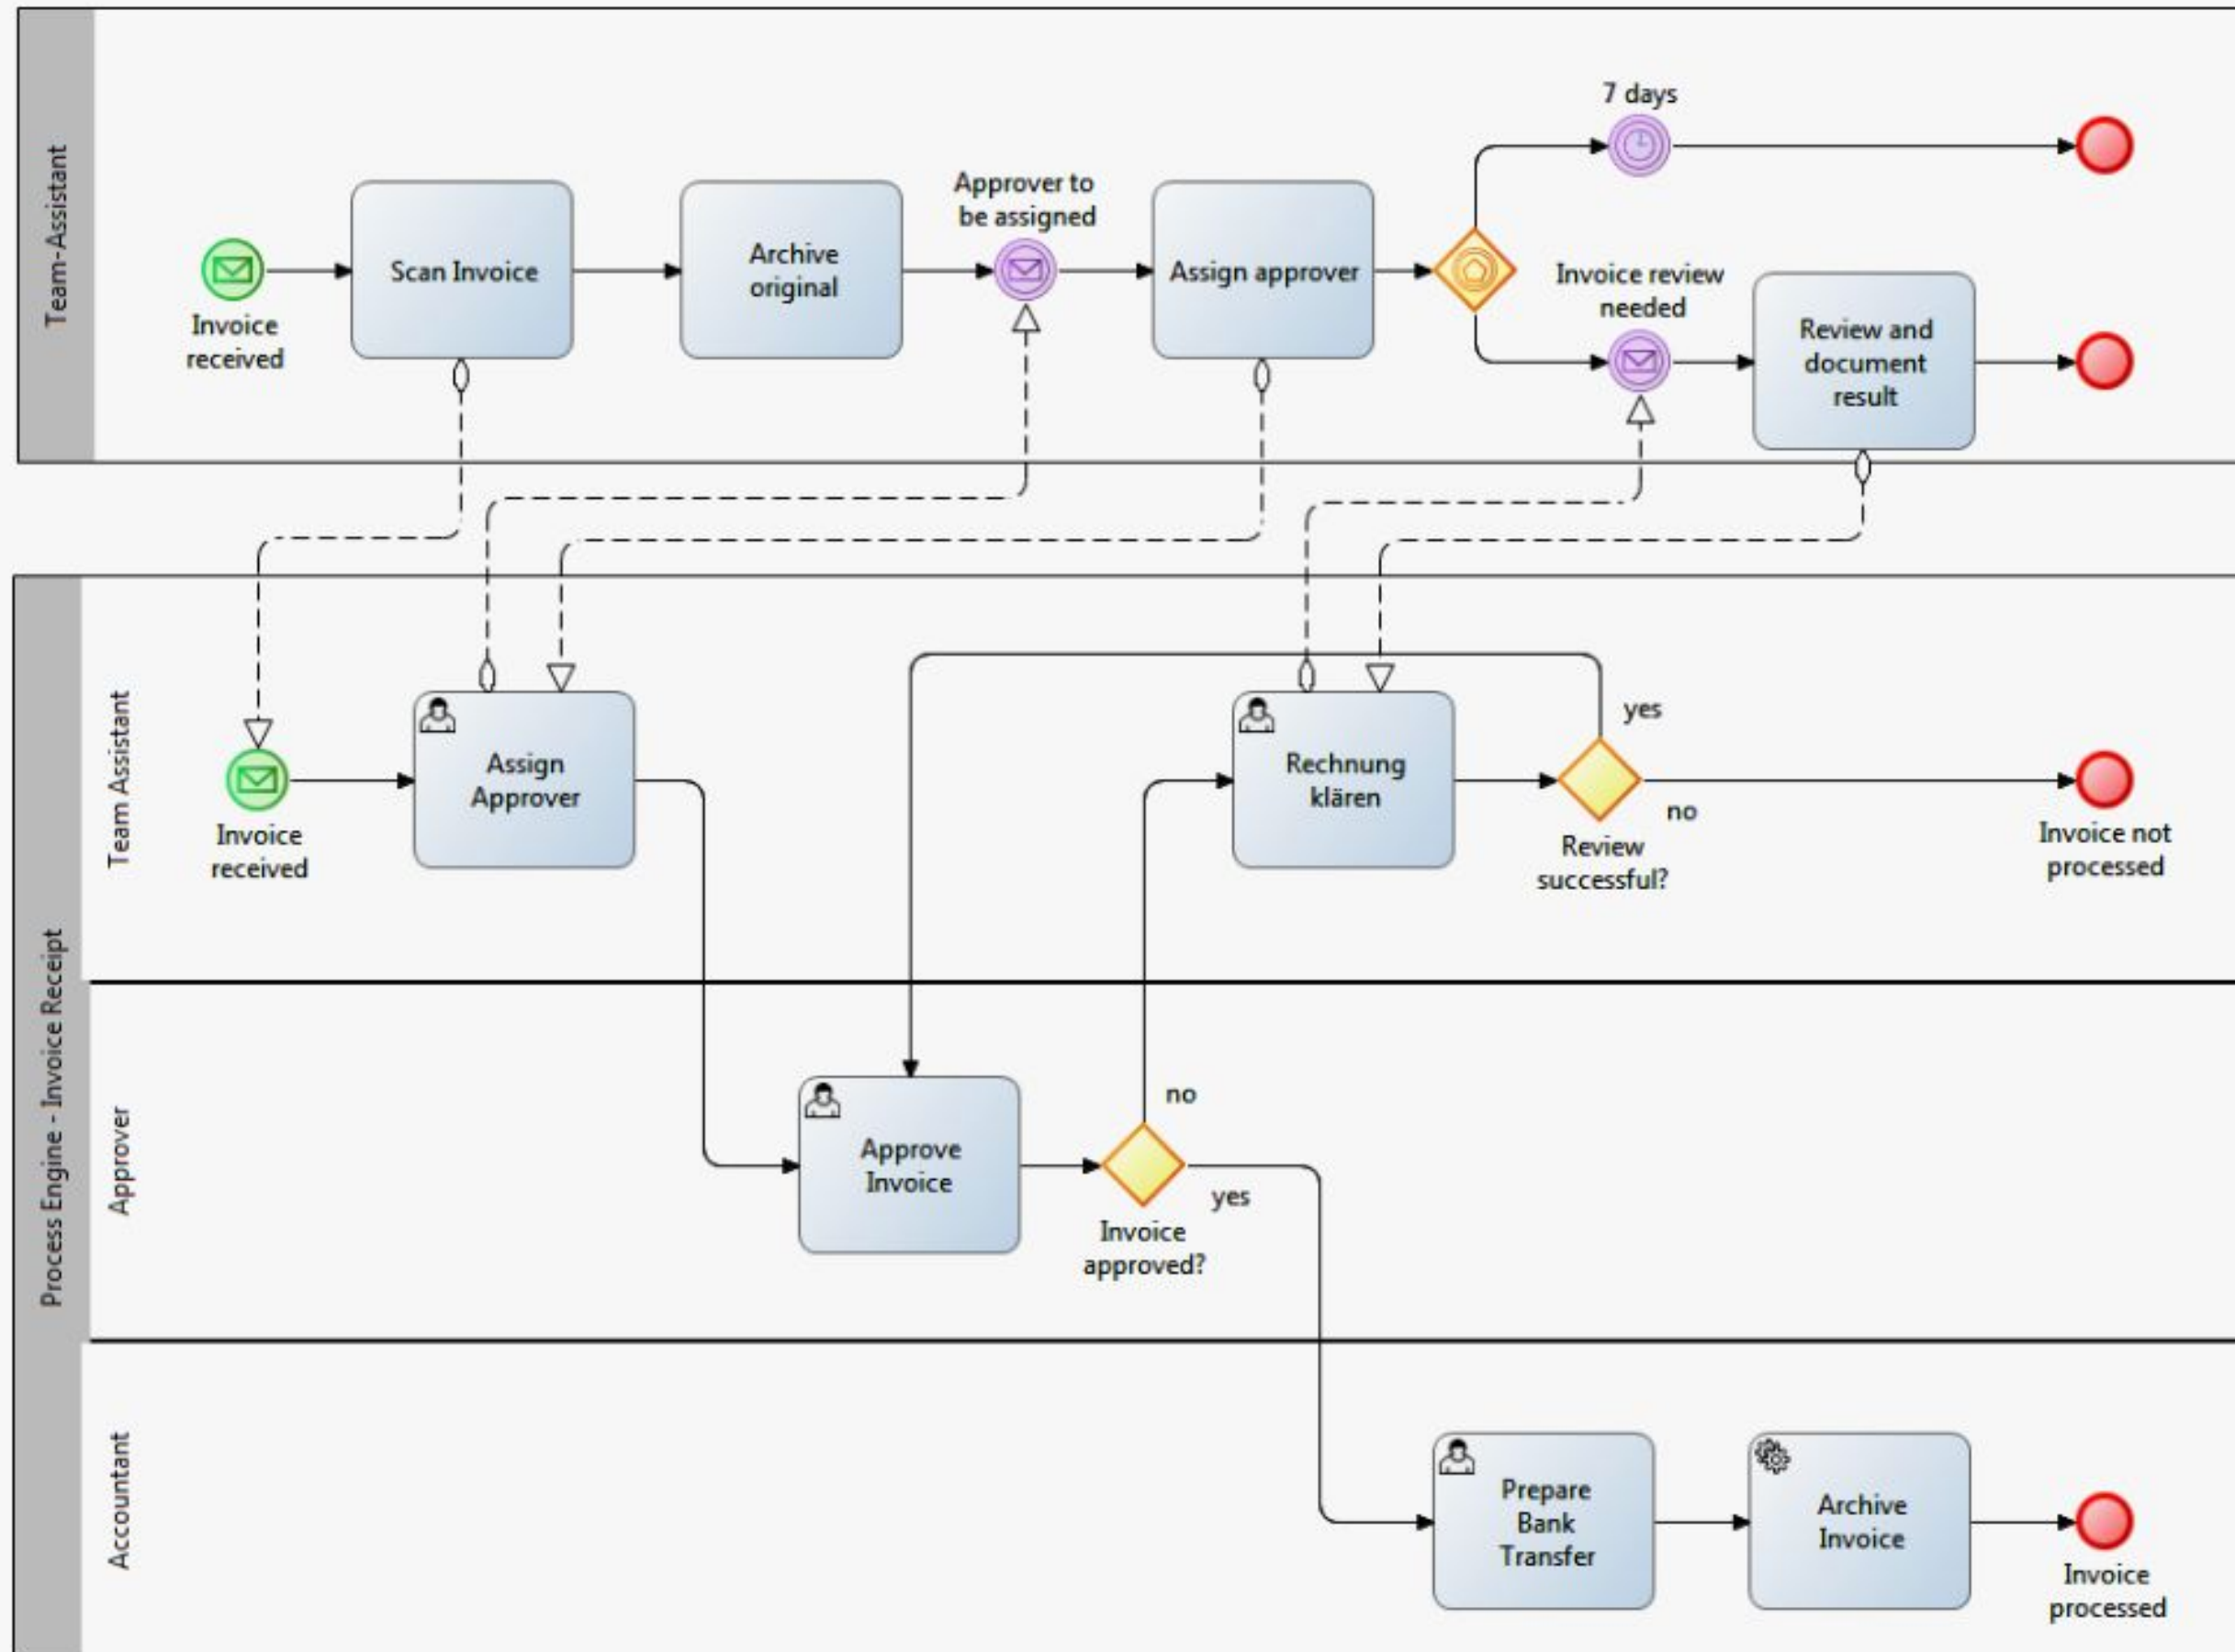 Team-Assistant
7 days
Approver to
be assigned
Scan Invoice
Archive
original
Assign approver
Invoice review
needed
Invoice
received
Review and
document
result
Process Engine - Invoice Receipt
Team Assistant
yes
Assign
Approver
Rechnung
klären
no
Invoice
received
Review
successful?
Invoice not
processed
Approver
no
Approve
Invoice
yes
Invoice
approved?
Accountant
Prepare
Bank
Transfer
Archive
Invoice
Invoice
processed